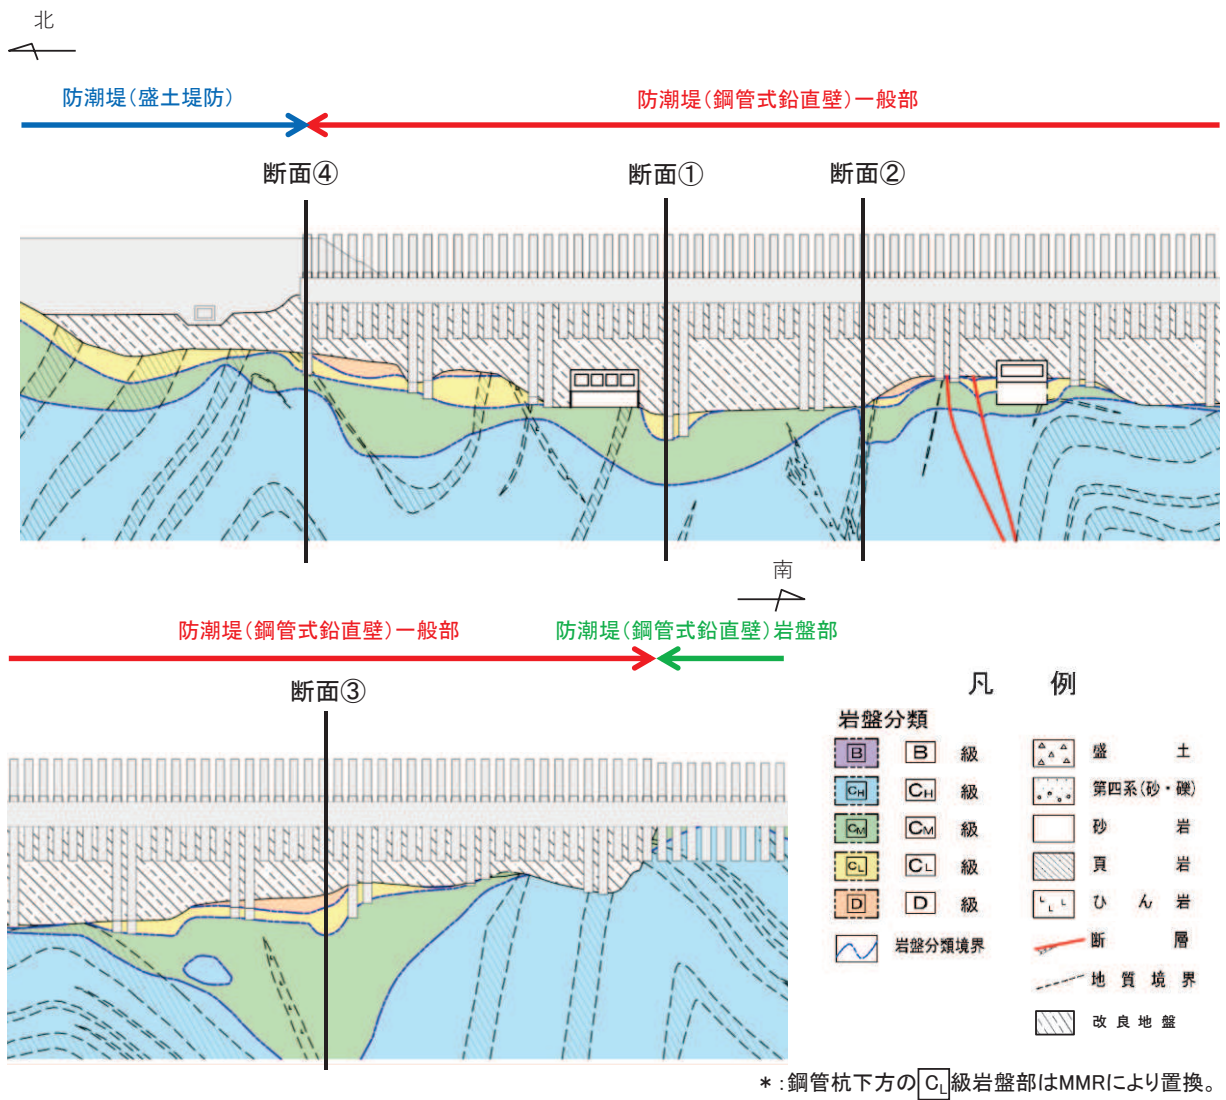 北
防潮堤(盛土堤防)
防潮堤(鋼管式鉛直壁)一般部
断面④
断面①
断面②
南
防潮堤(鋼管式鉛直壁)一般部
防潮堤(鋼管式鉛直壁)岩盤部
断面③
凡 例
岩盤分類
B B 級
CH CH 級
CM CM 級
CL CL 級
D D 級
岩盤分類境界
盛土
第四系(砂・礫)
砂岩
頁岩
ひん岩
断層
地質境界
改良地盤
*:鋼管杭下方のCL級岩盤部はMMRにより置換。